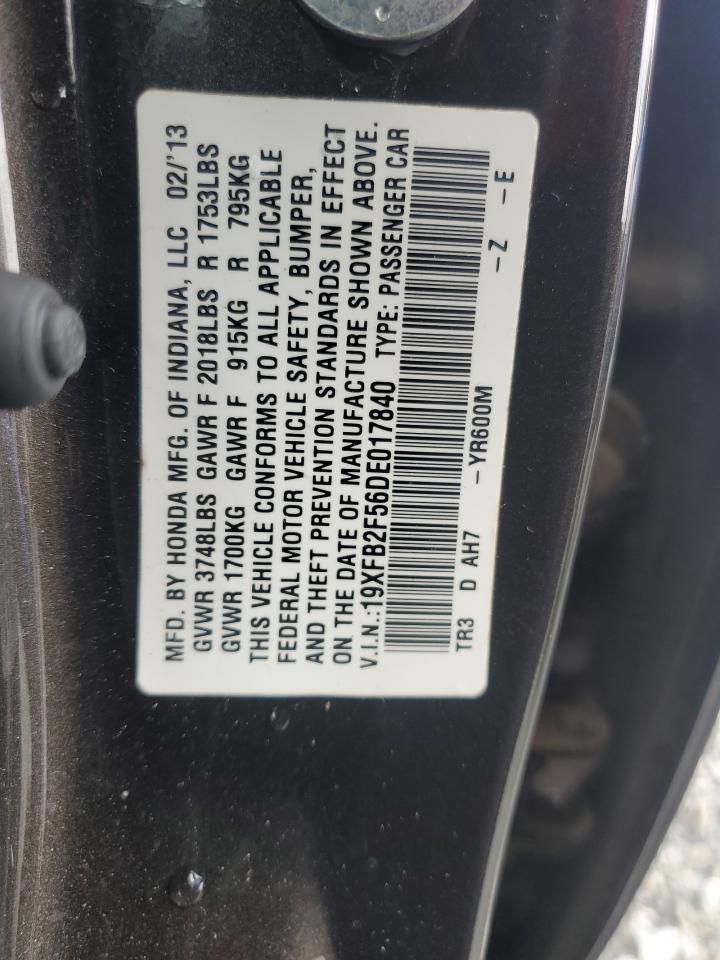 MFD. BY HONDA MFG. OF INDIANA, LLC 02/'13
GVWR 3748LBS GAWR F 2018LBS R 1753LBS
GVWR 1700KG GAWR F 915KG R 795KG
THIS VEHICLE CONFORMS TO ALL APPLICABLE
FEDERAL MOTOR VEHICLE SAFETY, BUMPER,
AND THEFT PREVENTION STANDARDS IN EFFECT
ON THE DATE OF MANUFACTURE SHOWN ABOVE.
V.I.N.:19XFB2F56DE017840 TYPE: PASSENGER CAR
TR3 D AH7 -YR600M -Z -E